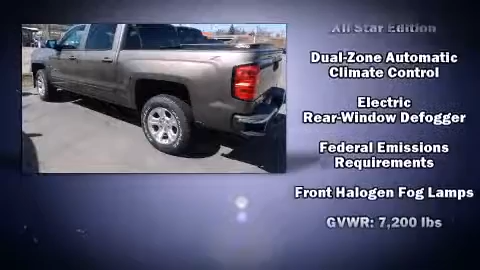 All Star Edition
Dual-Zone Automatic
Climate Control
Electric
Rear-Window Defogger
Federal Emissions
Requirements
Front Halogen Fog Lamps
GVWR: 7,200 lbs